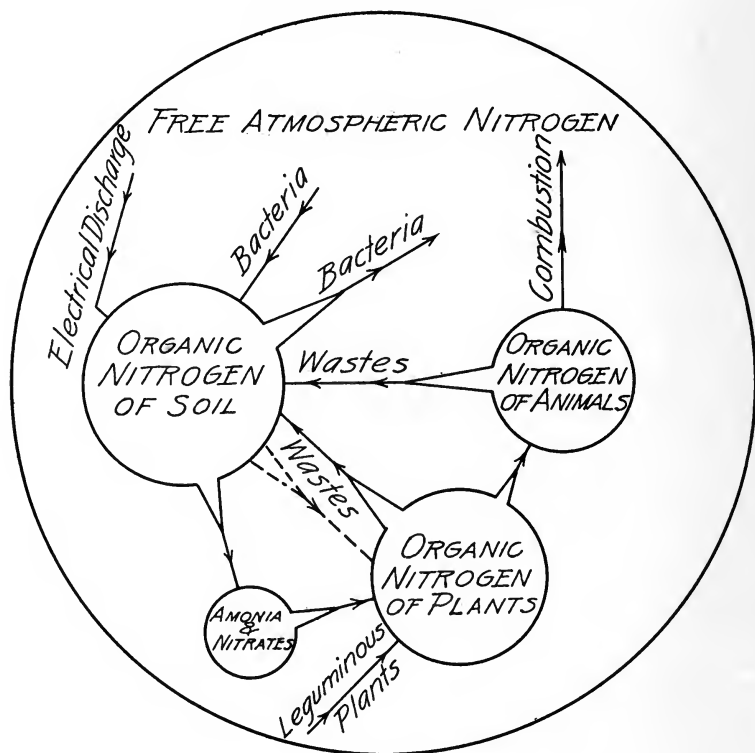 FREE ATMOSPHERIC NITROGEN
Electrical Discharge
Bacteria
Bacteria
Combustion
ORGANIC
NITROGEN
OF SOIL
Wastes
ORGANIC
NITROGEN
OF ANIMALS
Wastes
ORGANIC
NITROGEN
OF PLANTS
AMONIA
&
NITRATES
Leguminous
Plants